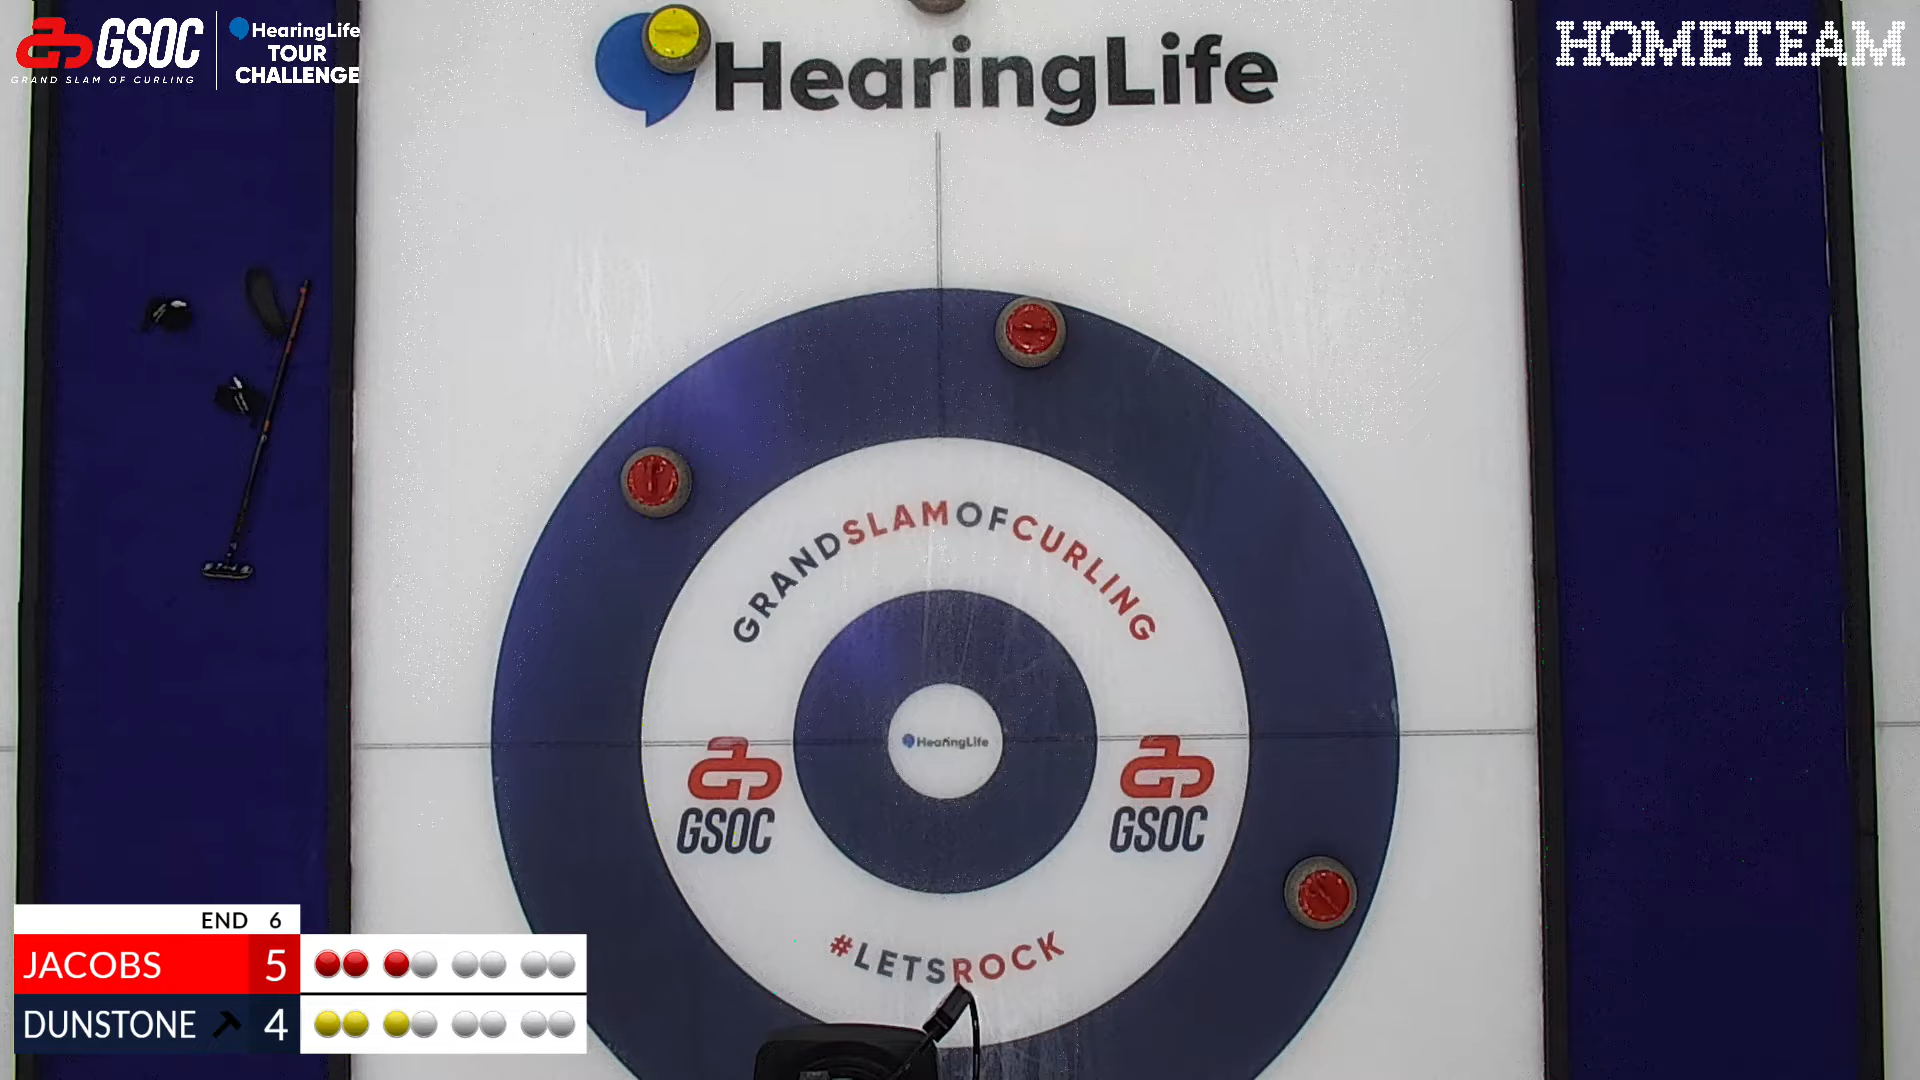 GSOC
GRAND SLAM OF CURLING
HearingLife
TOUR
CHALLENGE
HearingLife
HOMETEAM
GRANDSLAMOFCURLING
HearingLife
GSOC
GSOC
#LETSROCK
END 6
JACOBS 5
DUNSTONE 4